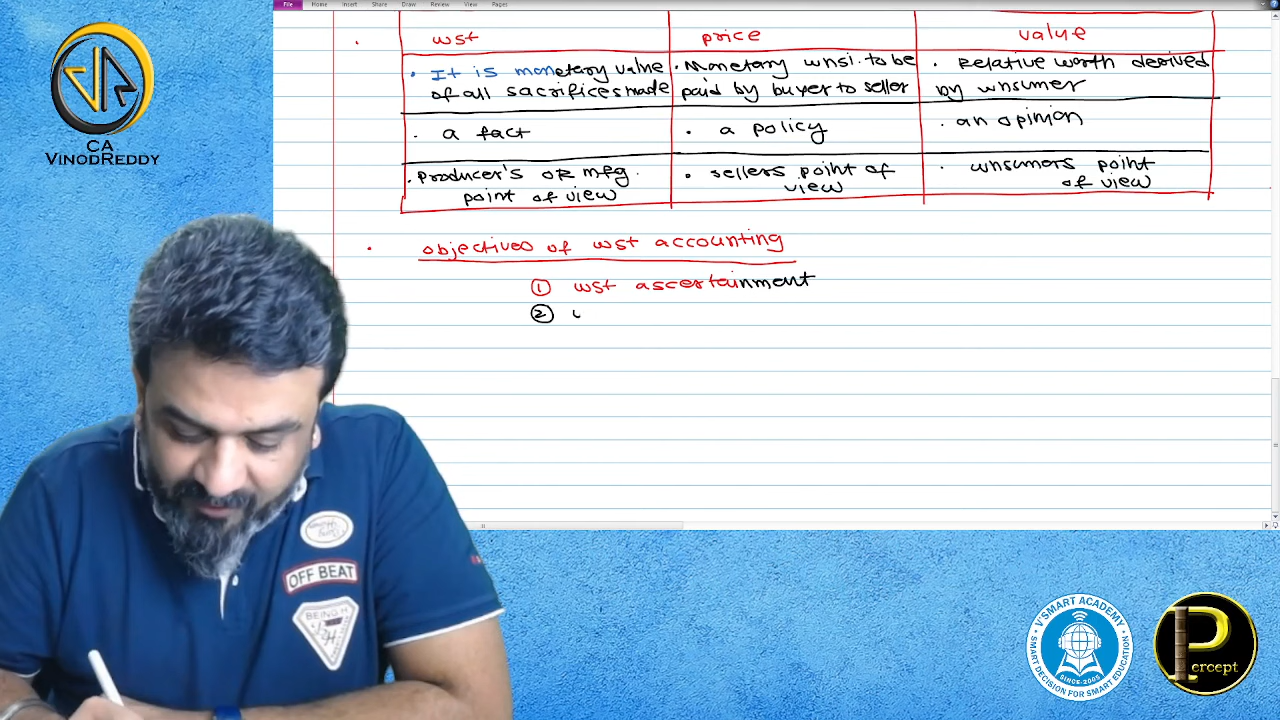 File Home Insert Share Draw Review View Pages
cost price value
• It is monetary value of all sacrifices made
• Monetary consi. to be paid by buyer to seller
• Relative worth derived by consumer
• a fact
• a policy
• an opinion
• Producer's OR mfg. point of view
• sellers point of view
• consumers point of view
• objectives of cost accounting
① cost ascertainment
②
CA
VINODREDDY
OFF BEAT
BEING H
V'SMART ACADEMY
SINCE-2005
SMART DECISION FOR SMART EDUCATION
Percept